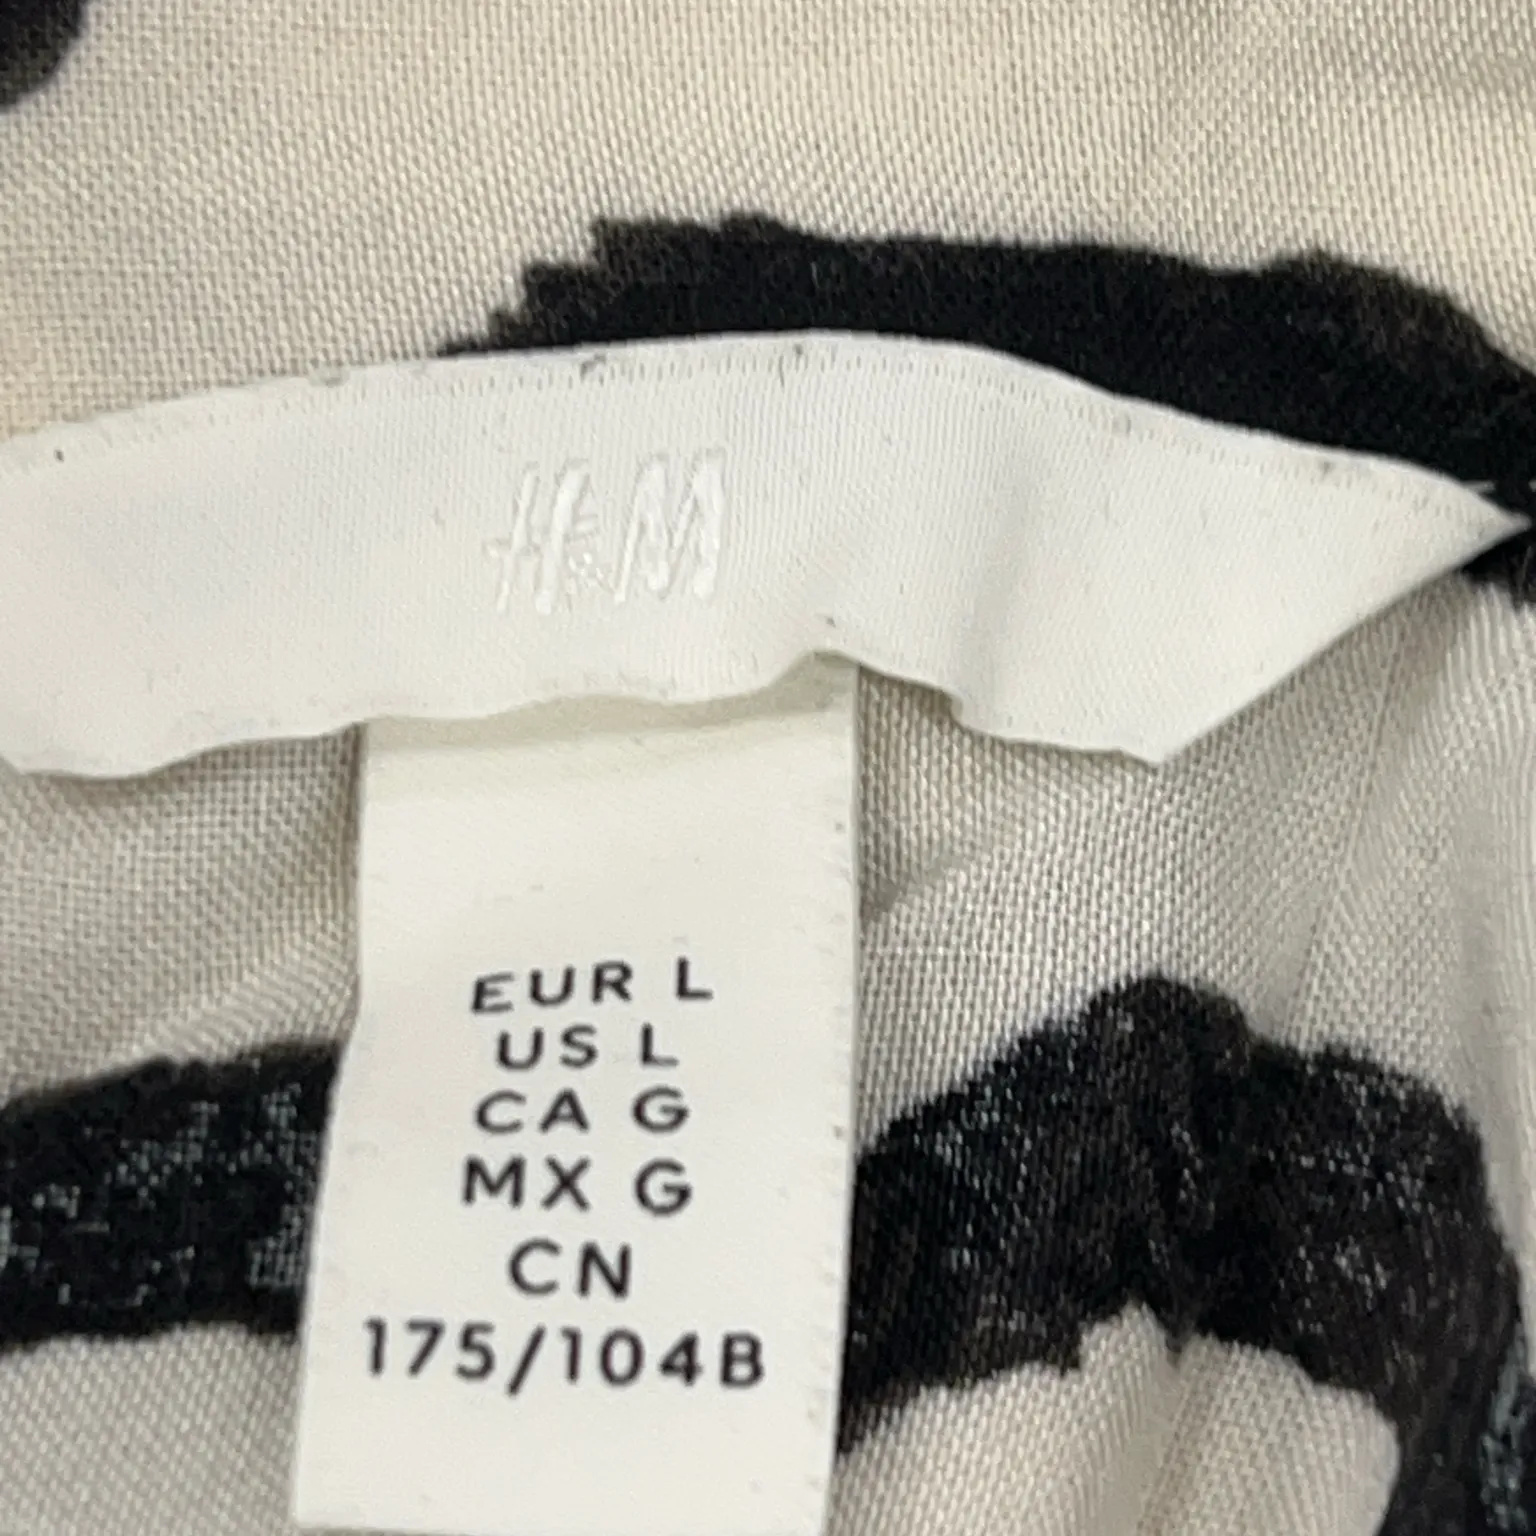 H&M
EUR L
US L
CA G
MX G
CN
175/104B